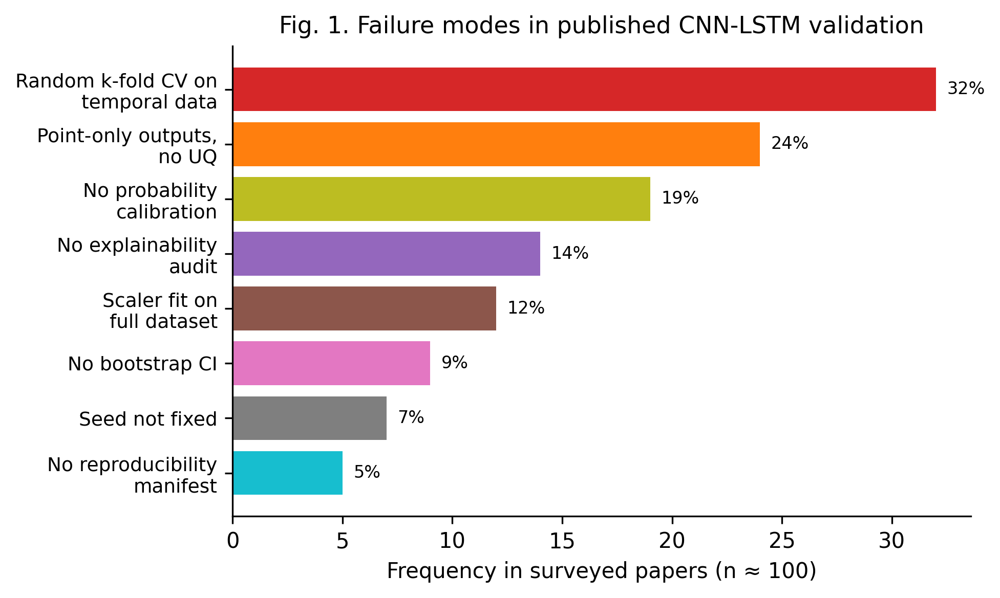 Fig. 1. Failure modes in published CNN-LSTM validation
Random k-fold CV on
temporal data
32%
Point-only outputs,
no UQ
24%
No probability
calibration
19%
No explainability
audit
14%
Scaler fit on
full dataset
12%
No bootstrap CI
9%
Seed not fixed
7%
No reproducibility
manifest
5%
0 5 10 15 20 25 30
Frequency in surveyed papers (n ≈ 100)